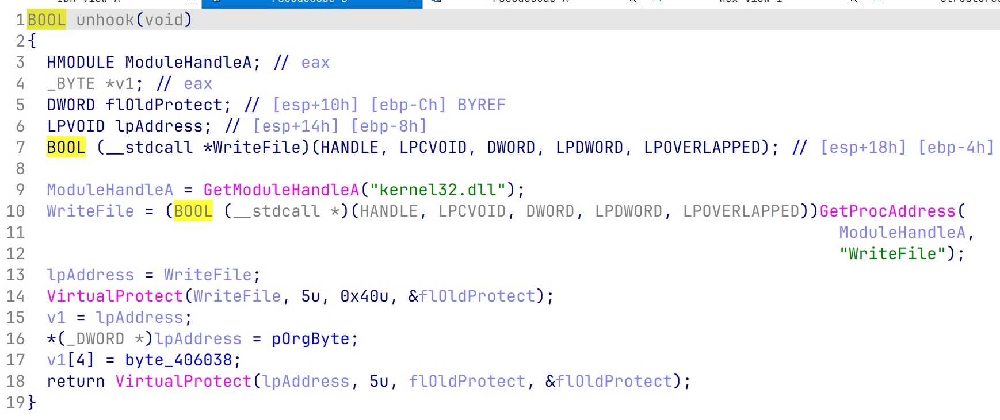 1 BOOL unhook(void)
2 {
3 HMODULE ModuleHandleA; // eax
4 _BYTE *v1; // eax
5 DWORD flOldProtect; // [esp+10h] [ebp-Ch] BYREF
6 LPVOID lpAddress; // [esp+14h] [ebp-8h]
7 BOOL (__stdcall *WriteFile)(HANDLE, LPCVOID, DWORD, LPDWORD, LPOVERLAPPED); // [esp+18h] [ebp-4h]
8
9 ModuleHandleA = GetModuleHandleA("kernel32.dll");
10 WriteFile = (BOOL (__stdcall *)(HANDLE, LPCVOID, DWORD, LPDWORD, LPOVERLAPPED))GetProcAddress(
11 ModuleHandleA,
12 "WriteFile");
13 lpAddress = WriteFile;
14 VirtualProtect(WriteFile, 5u, 0x40u, &flOldProtect);
15 v1 = lpAddress;
16 *(_DWORD *)lpAddress = pOrgByte;
17 v1[4] = byte_406038;
18 return VirtualProtect(lpAddress, 5u, flOldProtect, &flOldProtect);
19 }